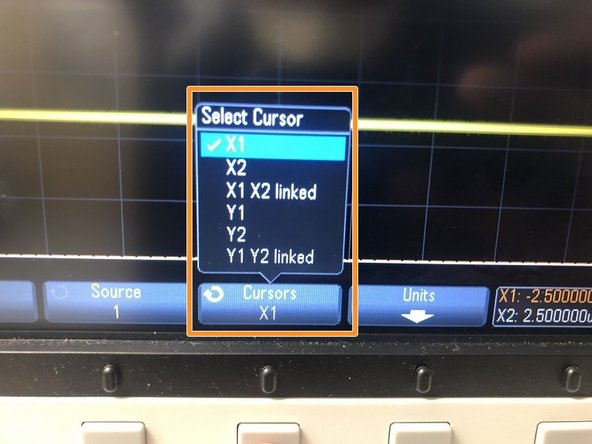 Select Cursor
X1
X2
X1 X2 linked
Y1
Y2
Y1 Y2 linked
Source
1
Cursors
X1
Units
X1: -2.500000
X2: 2.500000